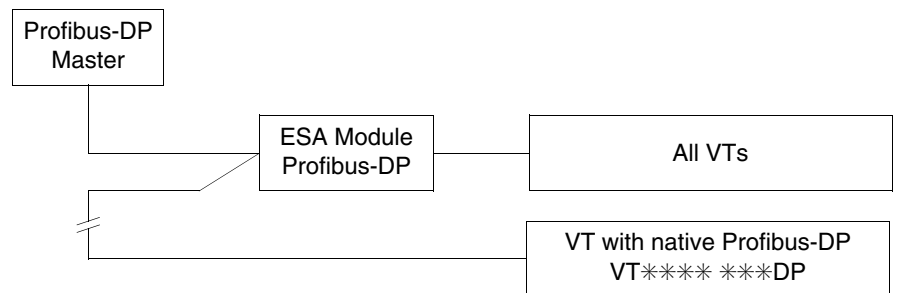 Profibus-DP
Master
ESA Module
Profibus-DP
All VTs
VT with native Profibus-DP
VT✳✳✳✳ ✳✳✳DP